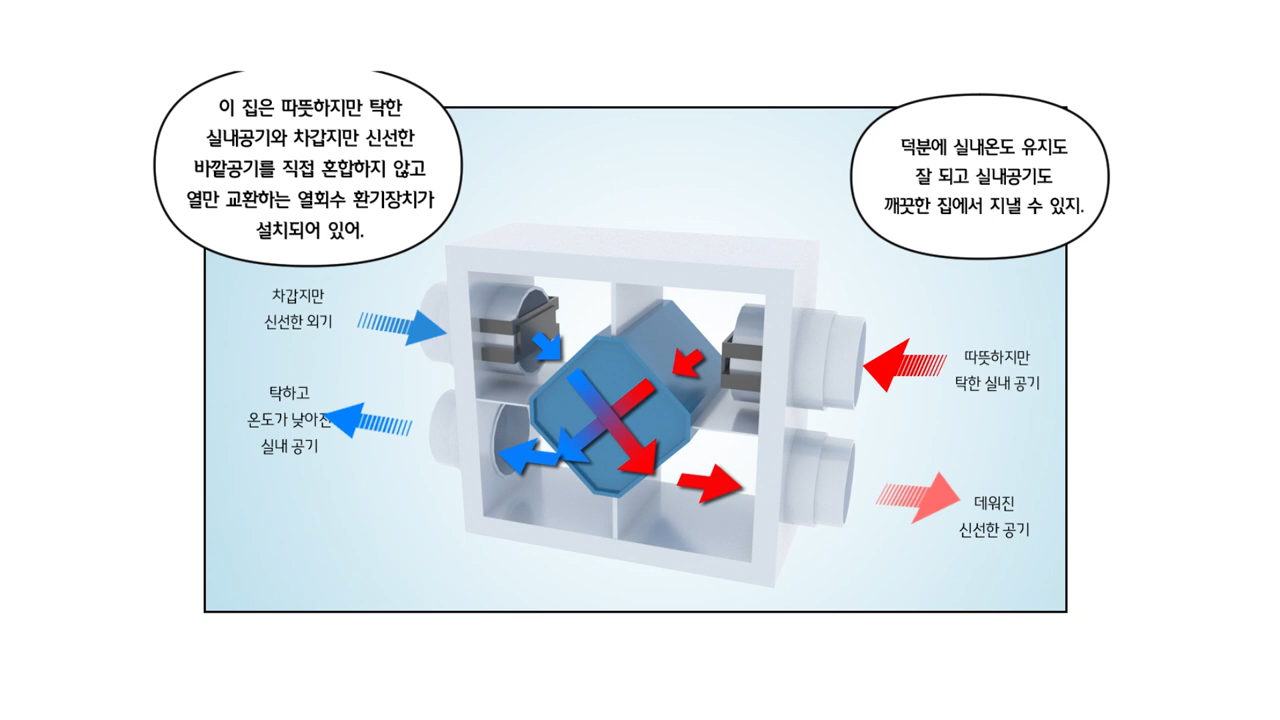 이 집은 따뜻하지만 탁한
실내공기와 차갑지만 신선한
바깥공기를 직접 혼합하지 않고
열만 교환하는 열회수 환기장치가
설치되어 있어.
덕분에 실내온도 유지도
잘 되고 실내공기도
깨끗한 집에서 지낼 수 있지.
차갑지만
신선한 외기
탁하고
온도가 낮아진
실내 공기
따뜻하지만
탁한 실내 공기
데워진
신선한 공기